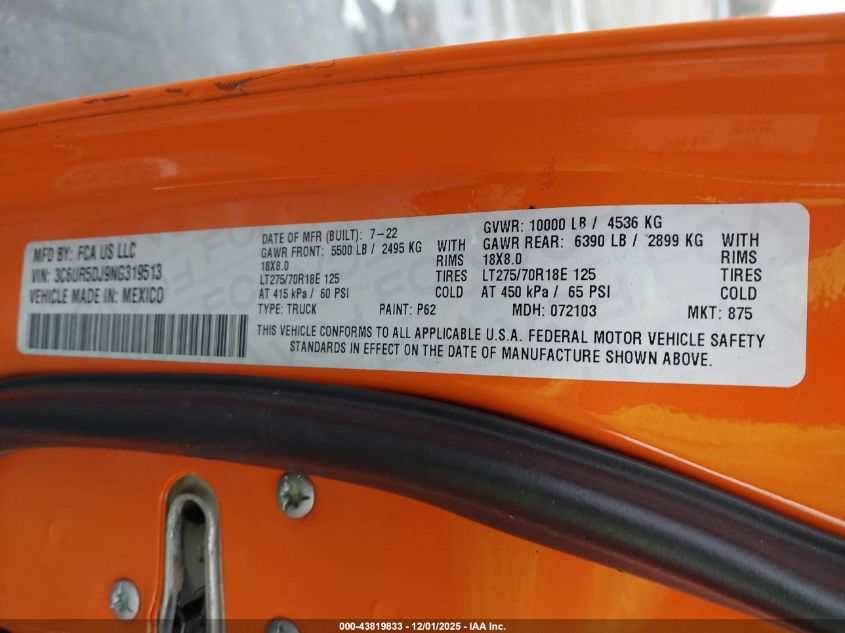 MFD BY: FCA US LLC
VIN: 3C6UR5DJ9NG319513
VEHICLE MADE IN: MEXICO
DATE OF MFR (BUILT): 7-22
GVWR: 10000 LB / 4536 KG
GAWR FRONT: 5500 LB / 2495 KG WITH GAWR REAR: 6390 LB / 2899 KG WITH
18X8.0 RIMS 18X8.0 RIMS
LT275/70R18E 125 TIRES LT275/70R18E 125 TIRES
AT 415 kPa / 60 PSI COLD AT 450 kPa / 65 PSI COLD
TYPE: TRUCK PAINT: P62 MDH: 072103 MKT: 875
THIS VEHICLE CONFORMS TO ALL APPLICABLE U.S.A. FEDERAL MOTOR VEHICLE SAFETY
STANDARDS IN EFFECT ON THE DATE OF MANUFACTURE SHOWN ABOVE.
000-43819833 - 12/01/2025 - IAA Inc.